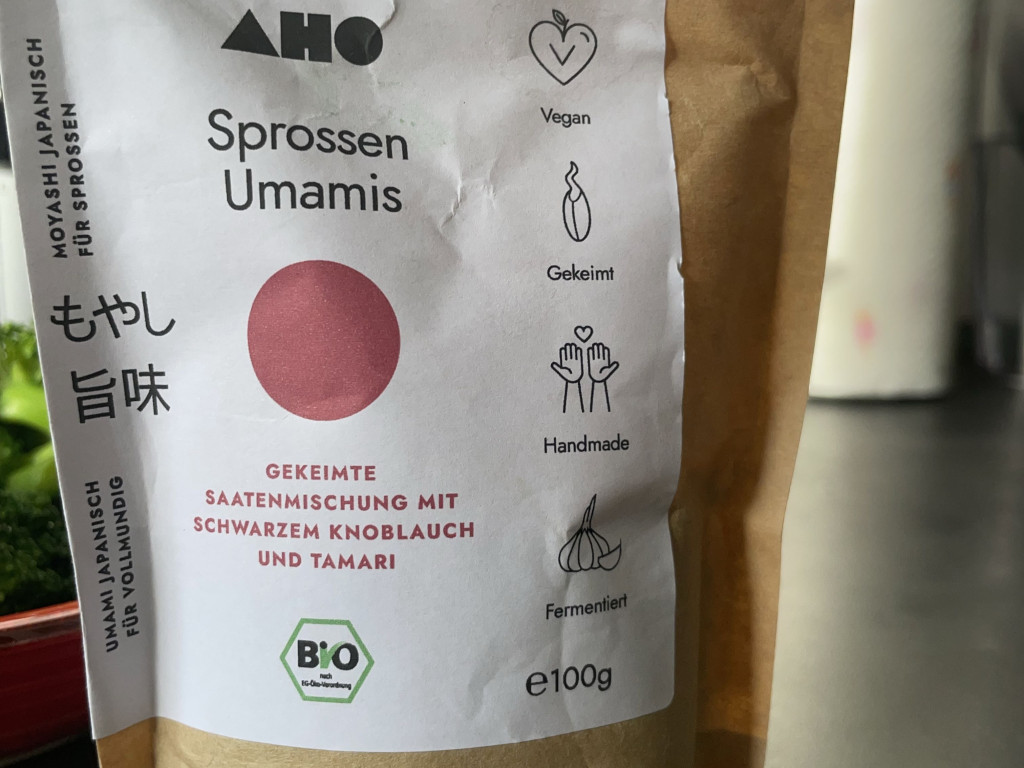 AHO
Sprossen
Umamis
MOYASHI JAPANISCH
FÜR SPROSSEN
もやし
旨味
UMAMI JAPANISCH
FÜR VOLLMUNDIG
GEKEIMTE
SAATENMISCHUNG MIT
SCHWARZEM KNOBLAUCH
UND TAMARI
Bio
nach
EG-Öko-Verordnung
Vegan
Gekeimt
Handmade
Fermentiert
℮100g